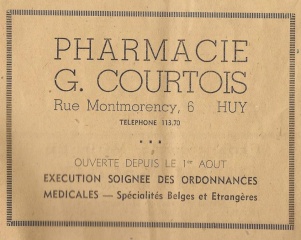 PHARMACIE
G. COURTOIS
Rue Montmorency, 6 HUY
TELEPHONE 113.70
OUVERTE DEPUIS LE 1er AOUT
EXECUTION SOIGNEE DES ORDONNANCES
MEDICALES — Spécialités Belges et Etrangères